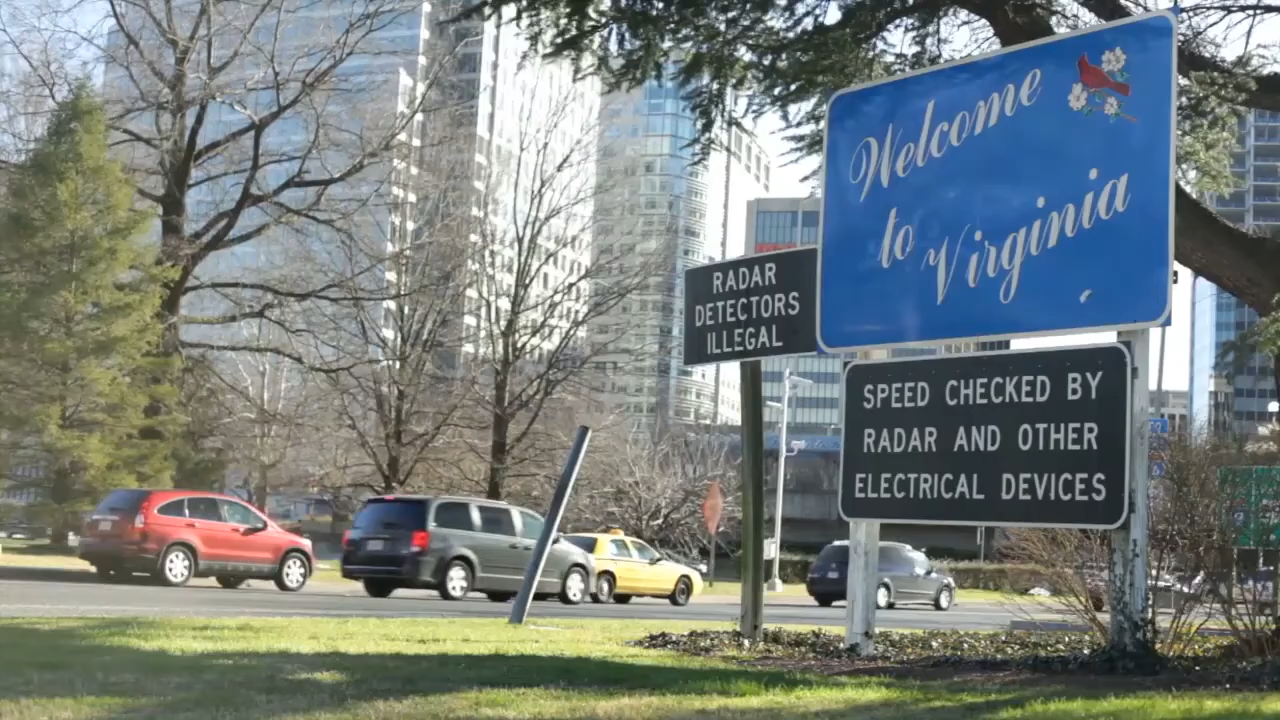 Welcome
to Virginia
RADAR
DETECTORS
ILLEGAL
SPEED CHECKED BY
RADAR AND OTHER
ELECTRICAL DEVICES